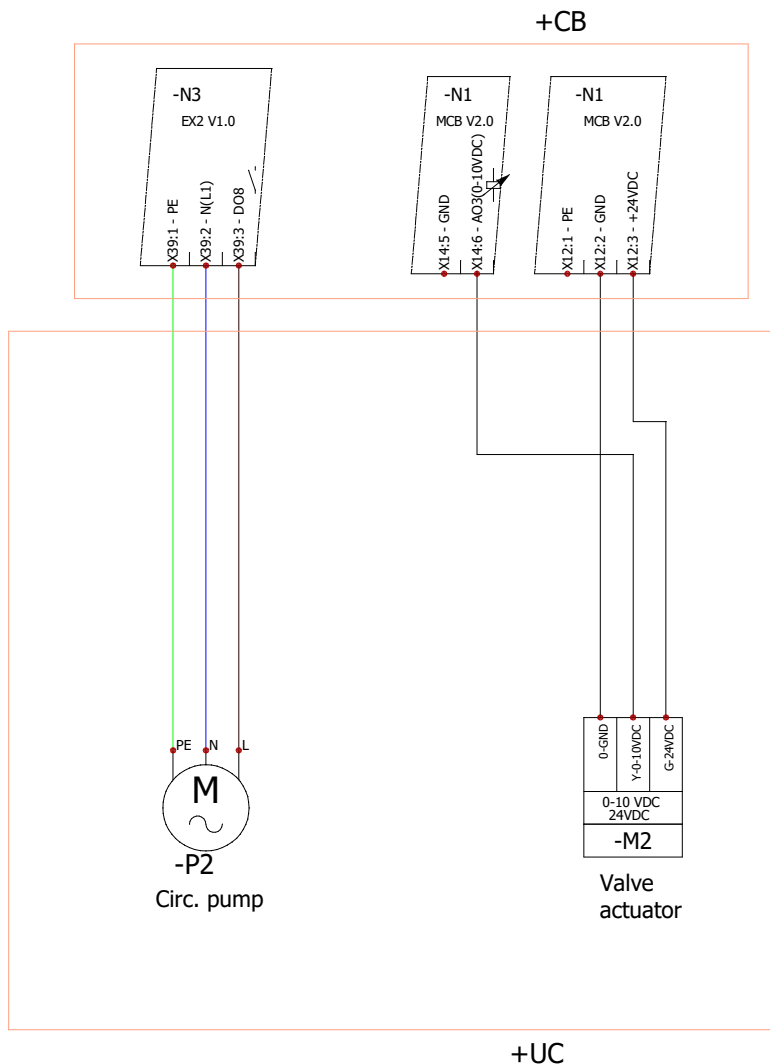 +CB
-N3
EX2 V1.0
X39:1 - PE
X39:2 - N(L1)
X39:3 - DO8
-N1
MCB V2.0
X14:5 - GND
X14:6 - AO3(0-10VDC)
-N1
MCB V2.0
X12:1 - PE
X12:2 - GND
X12:3 - +24VDC
PE
N
L
M
-P2
Circ. pump
0-GND
Y-0-10VDC
G-24VDC
0-10 VDC
24VDC
-M2
Valve
actuator
+UC